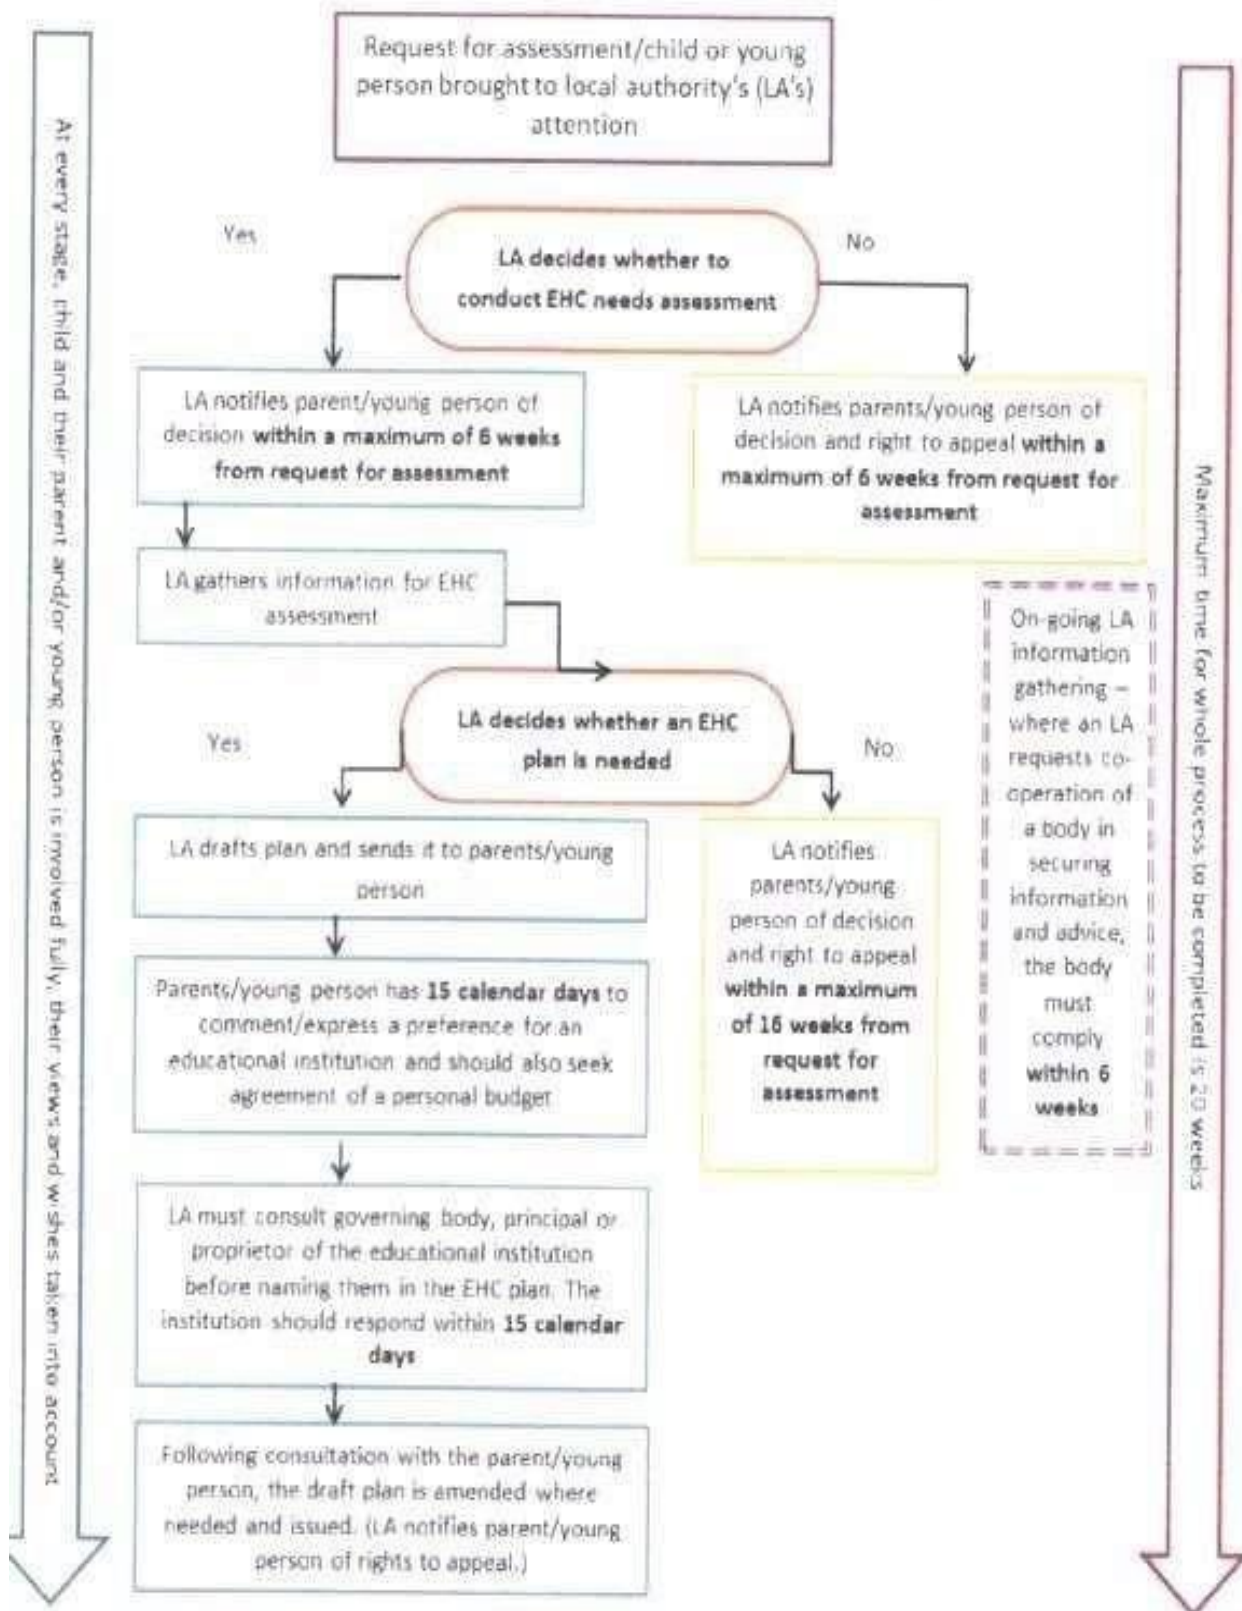 Request for assessment/child or young
person brought to local authority's (LA's)
attention
Yes
No
LA decides whether to
conduct EHC needs assessment
LA notifies parent/young person of
decision within a maximum of 6 weeks
from request for assessment
LA notifies parents/young person of
decision and right to appeal within a
maximum of 6 weeks from request for
assessment
LA gathers information for EHC
assessment
On-going LA
information
gathering –
where an LA
requests co-
operation of
a body in
securing
information
and advice,
the body
must
comply
within 6
weeks
LA decides whether an EHC
plan is needed
Yes
No
LA drafts plan and sends it to parents/young
person
LA notifies
parents/young
person of decision
and right to appeal
within a maximum
of 16 weeks from
request for
assessment
Parents/young person has 15 calendar days to
comment/express a preference for an
educational institution and should also seek
agreement of a personal budget
LA must consult governing body, principal or
proprietor of the educational institution
before naming them in the EHC plan. The
institution should respond within 15 calendar
days
Following consultation with the parent/young
person, the draft plan is amended where
needed and issued. (LA notifies parent/young
person of rights to appeal.)
At every stage, child and their parent and/or young person is involved fully, their views and wishes taken into account
Maximum time for whole process to be completed is 20 weeks